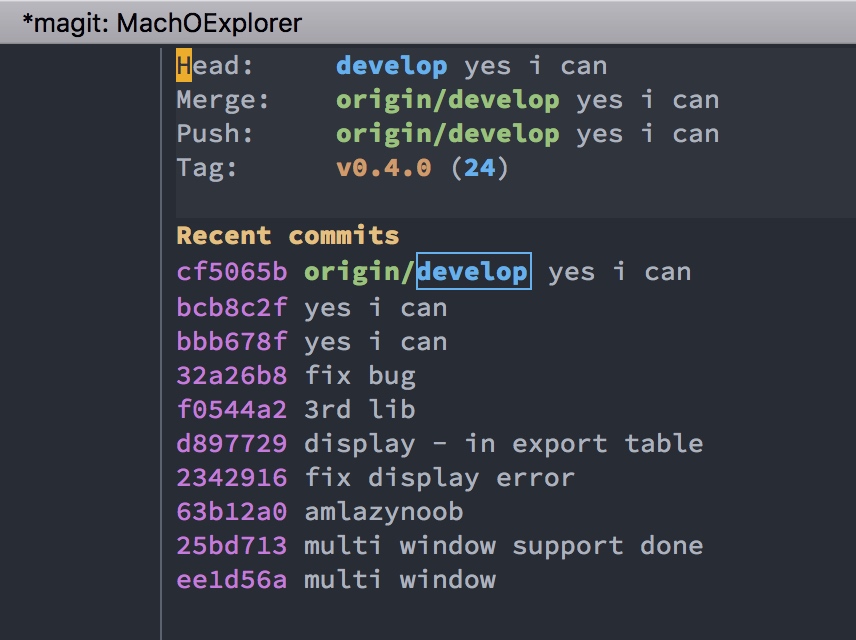 *magit: MachOExplorer
Head: develop yes i can
Merge: origin/develop yes i can
Push: origin/develop yes i can
Tag: v0.4.0 (24)
Recent commits
cf5065b origin/develop yes i can
bcb8c2f yes i can
bbb678f yes i can
32a26b8 fix bug
f0544a2 3rd lib
d897729 display - in export table
2342916 fix display error
63b12a0 amlazynoob
25bd713 multi window support done
ee1d56a multi window